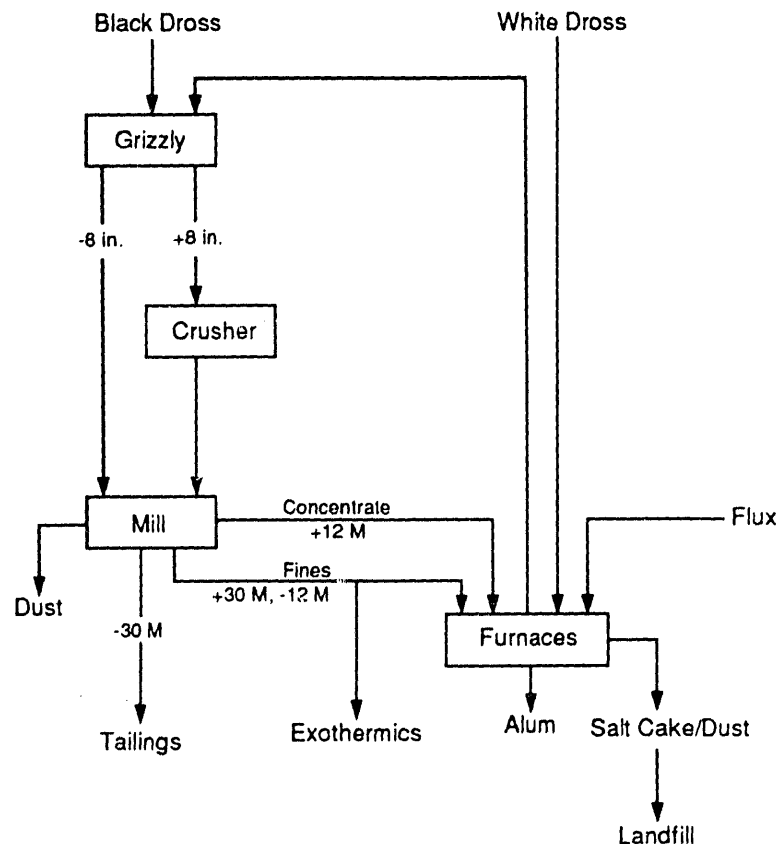 Black Dross
White Dross
Grizzly
-8 in.
+8 in.
Crusher
Mill
Concentrate
+12 M
Flux
Fines
+30 M, -12 M
Dust
-30 M
Furnaces
Tailings
Exothermics
Alum
Salt Cake/Dust
Landfill